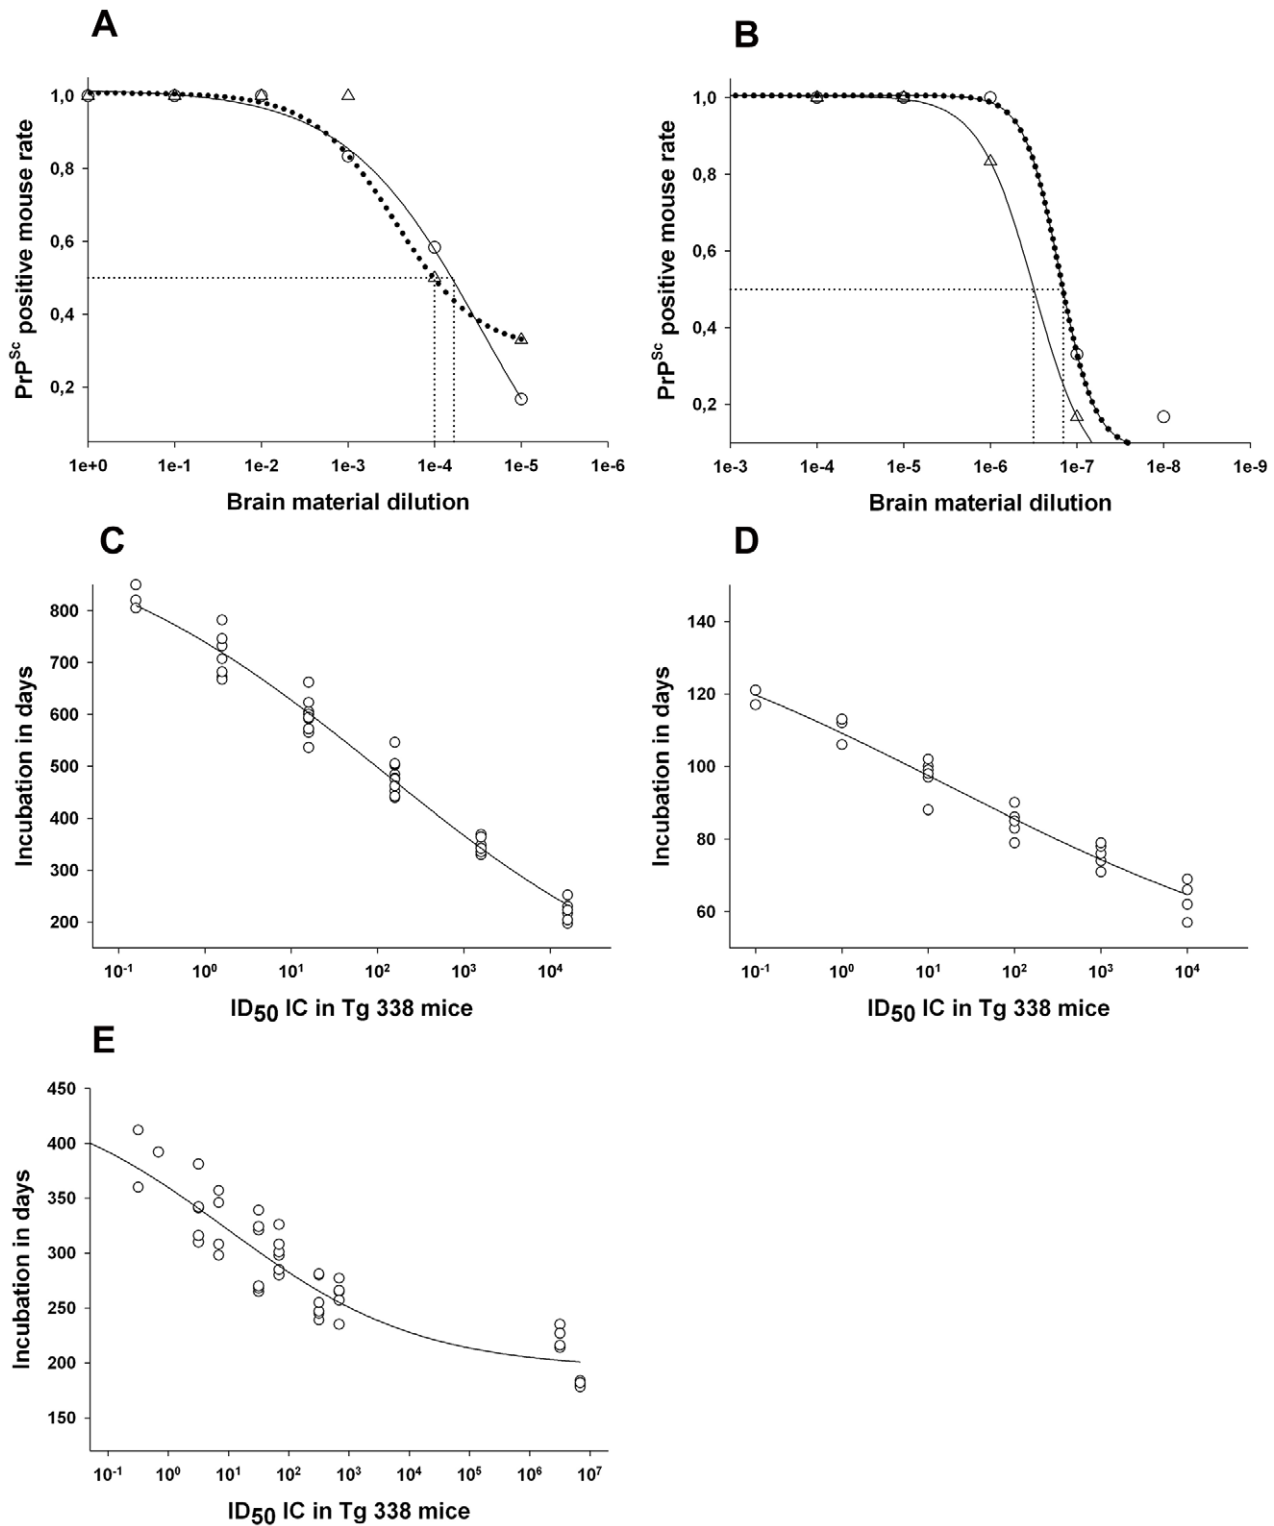 A
B
PrPSc positive mouse rate
1,0
0,8
0,6
0,4
0,2
1e+0 1e-1 1e-2 1e-3 1e-4 1e-5 1e-6
Brain material dilution
PrPSc positive mouse rate
1,0
0,8
0,6
0,4
0,2
1e-3 1e-4 1e-5 1e-6 1e-7 1e-8 1e-9
Brain material dilution
C
D
Incubation in days
800
700
600
500
400
300
200
10-1 100 101 102 103 104
ID50 IC in Tg 338 mice
Incubation in days
140
120
100
80
60
10-1 100 101 102 103 104
ID50 IC in Tg 338 mice
E
Incubation in days
450
400
350
300
250
200
150
10-1 100 101 102 103 104 105 106 107
ID50 IC in Tg 338 mice